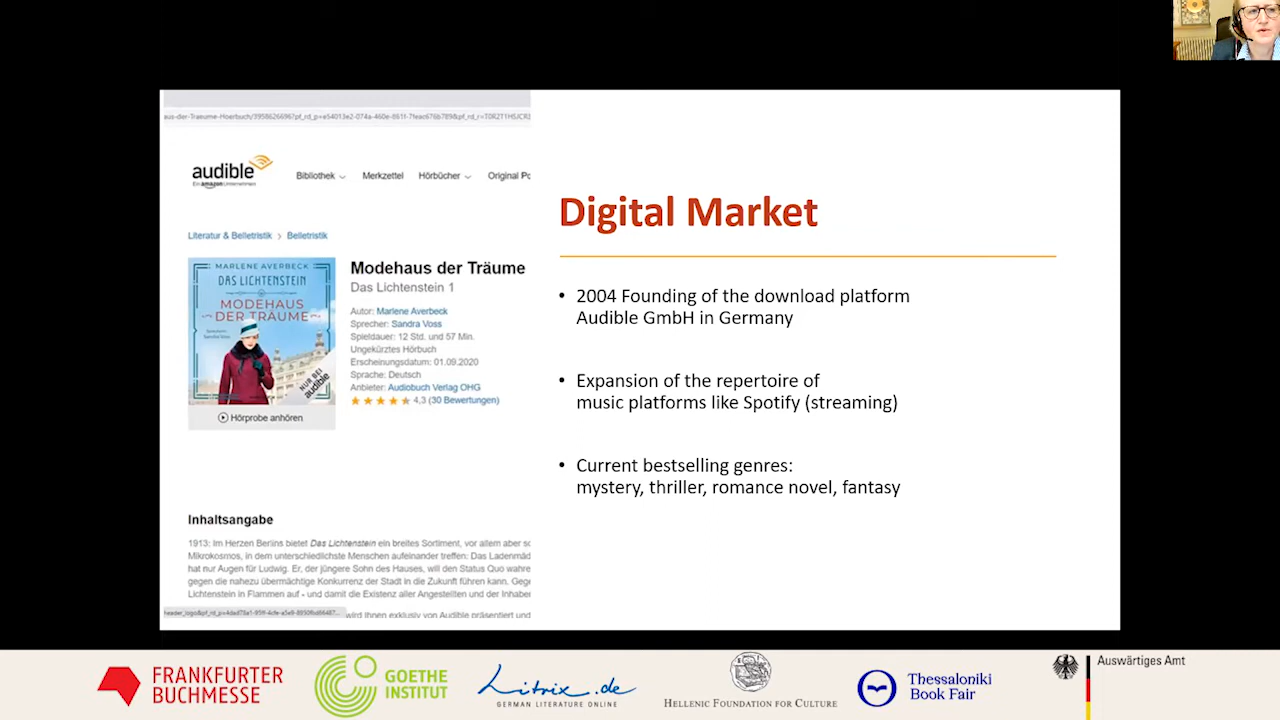 audible
Ein amazon Unternehmen
Bibliothek
Merkzettel
Hörbücher
Original
Literatur & Belletristik
Belletristik
MARLENE AVERBECK
DAS LICHTENSTEIN
MODEHAUS
DER TRÄUME
Sandra Voss
NUR BEI
audible
Hörprobe anhören
Modehaus der Träume
Das Lichtenstein 1
Autor: Marlene Averbeck
Sprecher: Sandra Voss
Spieldauer: 12 Std. und 57 Min.
Ungekürztes Hörbuch
Erscheinungsdatum: 01.09.2020
Sprache: Deutsch
Anbieter: Audiobuch Verlag OHG
4,3 (30 Bewertungen)
Inhaltsangabe
1913: Im Herzen Berlins bietet Das Lichtenstein ein breites Sortiment, vor allem aber
Mikrokosmos, in dem unterschiedlichste Menschen aufeinander treffen: Das Ladenmäd
hat nur Augen für Ludwig. Er, der jüngere Sohn des Hauses, will den Status Quo wahre
gegen die nahezu übermächtige Konkurrenz der Stadt in die Zukunft führen kann. Gege
Lichtenstein in Flammen auf - und damit die Existenz aller Angestellten und der Inhaber
wird Ihnen exklusiv von Audible präsentiert und
Digital Market
• 2004 Founding of the download platform
Audible GmbH in Germany
• Expansion of the repertoire of
music platforms like Spotify (streaming)
• Current bestselling genres:
mystery, thriller, romance novel, fantasy
FRANKFURTER
BUCHMESSE
GOETHE
INSTITUT
Litrix.de
GERMAN LITERATURE ONLINE
HELLENIC FOUNDATION FOR CULTURE
Thessaloniki
Book Fair
Auswärtiges Amt